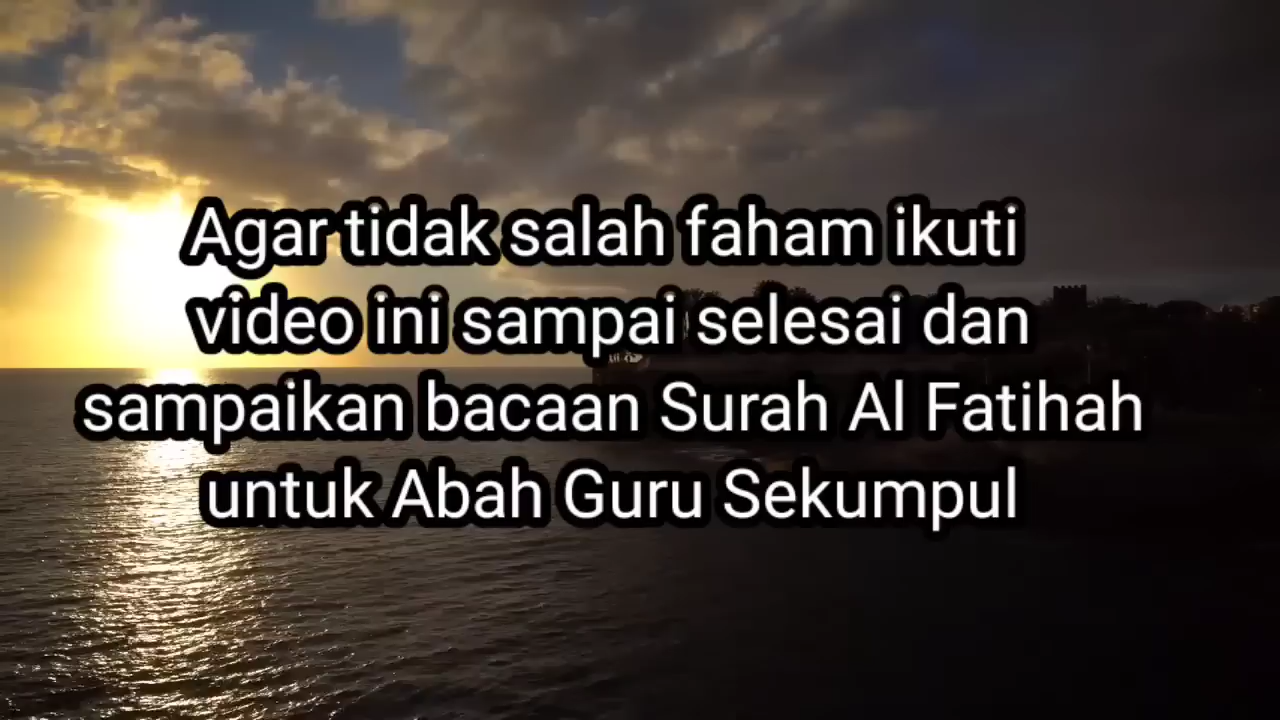 Agar tidak salah faham ikuti
video ini sampai selesai dan
sampaikan bacaan Surah Al Fatihah
untuk Abah Guru Sekumpul